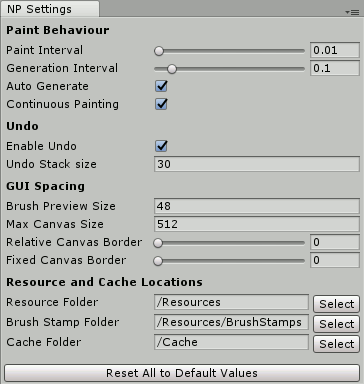 NP Settings
Paint Behaviour
Paint Interval 0.01
Generation Interval 0.1
Auto Generate
Continuous Painting
Undo
Enable Undo
Undo Stack size 30
GUI Spacing
Brush Preview Size 48
Max Canvas Size 512
Relative Canvas Border 0
Fixed Canvas Border 0
Resource and Cache Locations
Resource Folder /Resources Select
Brush Stamp Folder /Resources/BrushStamps Select
Cache Folder /Cache Select
Reset All to Default Values